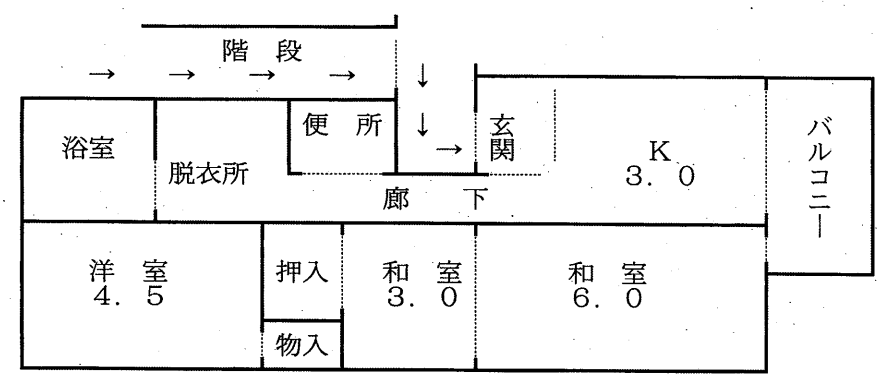 階 段
→ → → → ↓
浴室
脱衣所
便 所
↓
→
玄
関
K
3.0
バルコニー
廊 下
洋 室
4.5
押入
物入
和 室
3.0
和 室
6.0